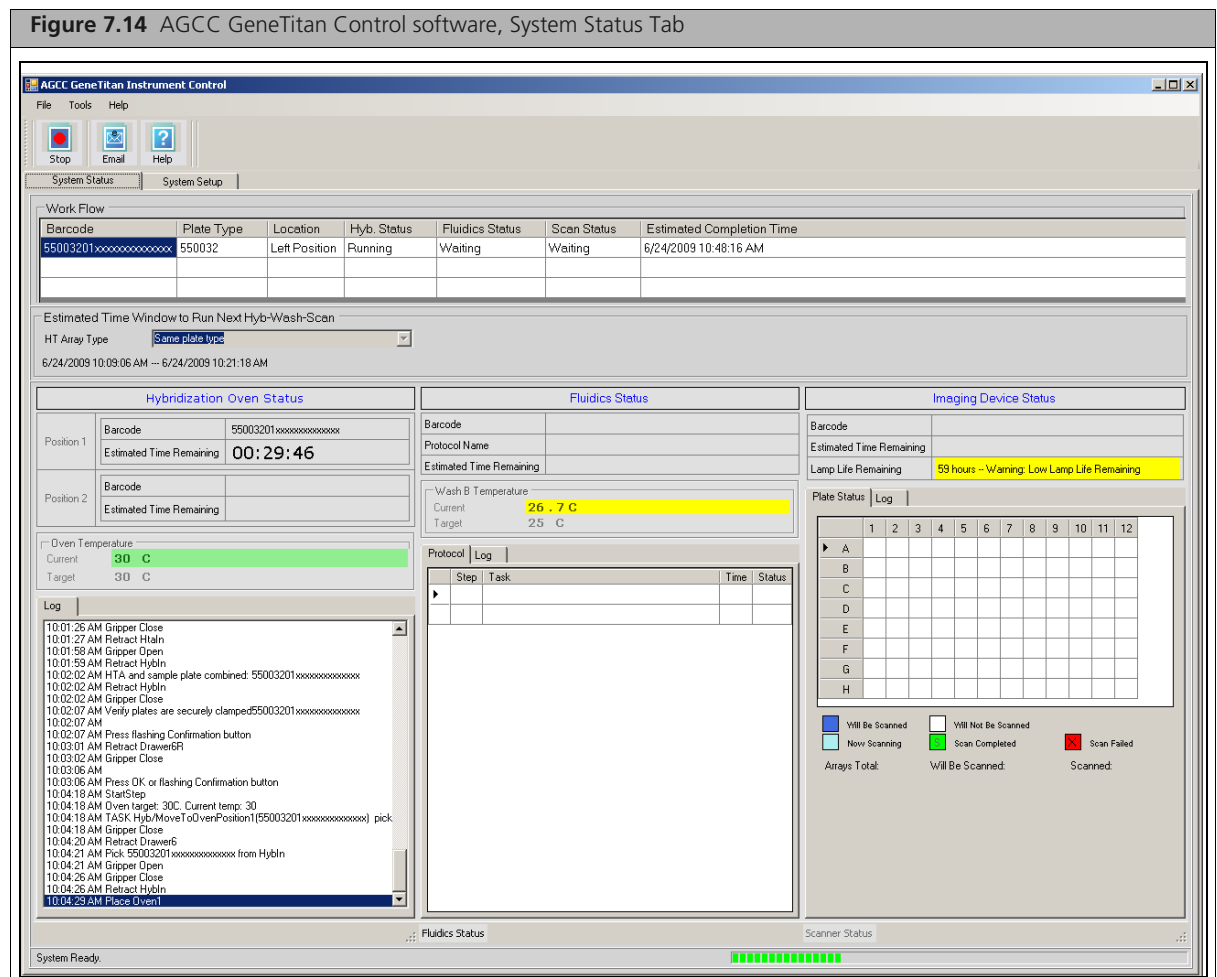 Figure 7.14 AGCC GeneTitan Control software, System Status Tab
AGCC GeneTitan Instrument Control
File Tools Help
Stop Email Help
System Status System Setup
Work Flow
Barcode Plate Type Location Hyb. Status Fluidics Status Scan Status Estimated Completion Time
55003201xxxxxxxxxxxxxx 550032 Left Position Running Waiting Waiting 6/24/2009 10:48:16 AM
Estimated Time Window to Run Next Hyb-Wash-Scan
HT Array Type Same plate type
6/24/2009 10:09:06 AM --- 6/24/2009 10:21:18 AM
Hybridization Oven Status
Position 1
Barcode 55003201xxxxxxxxxxxxxx
Estimated Time Remaining 00:29:46
Position 2
Barcode
Estimated Time Remaining
Oven Temperature
Current 30 C
Target 30 C
Log
10:01:26 AM Gripper Close
10:01:27 AM Retract HtaIn
10:01:58 AM Gripper Open
10:01:59 AM Retract HybIn
10:02:02 AM HTA and sample plate combined: 55003201xxxxxxxxxxxxxx
10:02:02 AM Retract HybIn
10:02:02 AM Gripper Close
10:02:07 AM Verify plates are securely clamped55003201xxxxxxxxxxxxxx
10:02:07 AM
10:02:07 AM Press flashing Confirmation button
10:03:01 AM Retract Drawer6R
10:03:02 AM Gripper Close
10:03:06 AM
10:03:06 AM Press OK or flashing Confirmation button
10:04:18 AM StartStep
10:04:18 AM Oven target: 30C. Current temp: 30
10:04:18 AM TASK Hyb/MoveToOvenPosition1(55003201xxxxxxxxxxxxxx) pick
10:04:18 AM Gripper Close
10:04:20 AM Retract Drawer6
10:04:21 AM Pick 55003201xxxxxxxxxxxxxx from HybIn
10:04:21 AM Gripper Open
10:04:26 AM Gripper Close
10:04:26 AM Retract HybIn
10:04:29 AM Place Oven1
Fluidics Status
Barcode
Protocol Name
Estimated Time Remaining
Wash B Temperature
Current 26.7 C
Target 25 C
Protocol Log
Step Task Time Status
Imaging Device Status
Barcode
Estimated Time Remaining
Lamp Life Remaining 59 hours -- Warning: Low Lamp Life Remaining
Plate Status Log
1 2 3 4 5 6 7 8 9 10 11 12
A
B
C
D
E
F
G
H
Will Be Scanned Will Not Be Scanned
Now Scanning S Scan Completed X Scan Failed
Arrays Total: Will Be Scanned: Scanned:
Fluidics Status Scanner Status
System Ready.